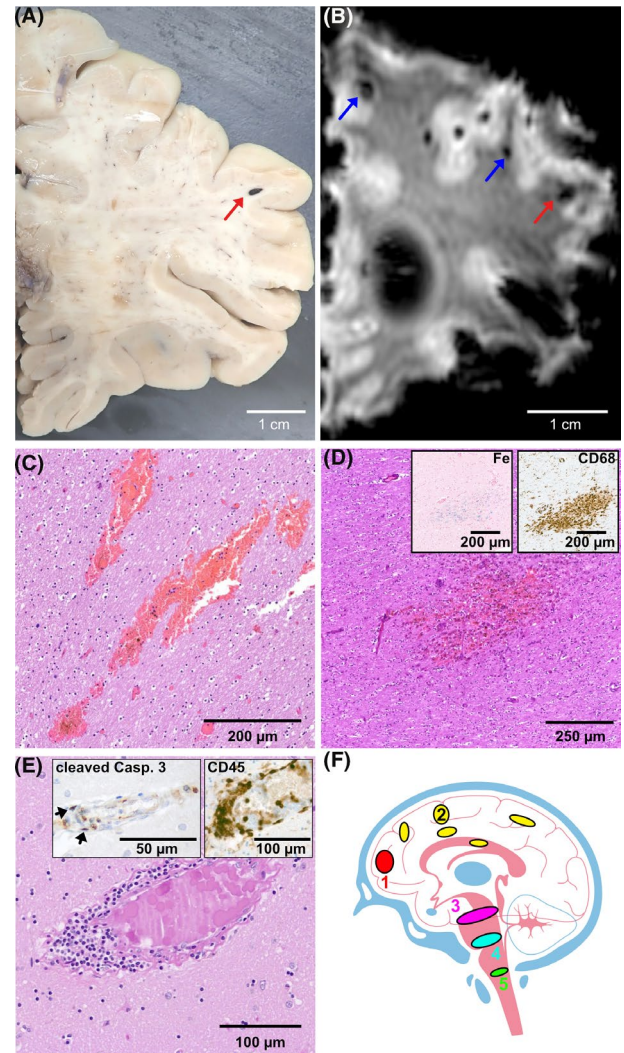 (A)
1 cm
(B)
1 cm
(C)
200 µm
(D)
Fe
200 µm
CD68
200 µm
250 µm
(E)
cleaved Casp. 3
50 µm
CD45
100 µm
100 µm
(F)
1
2
3
4
5